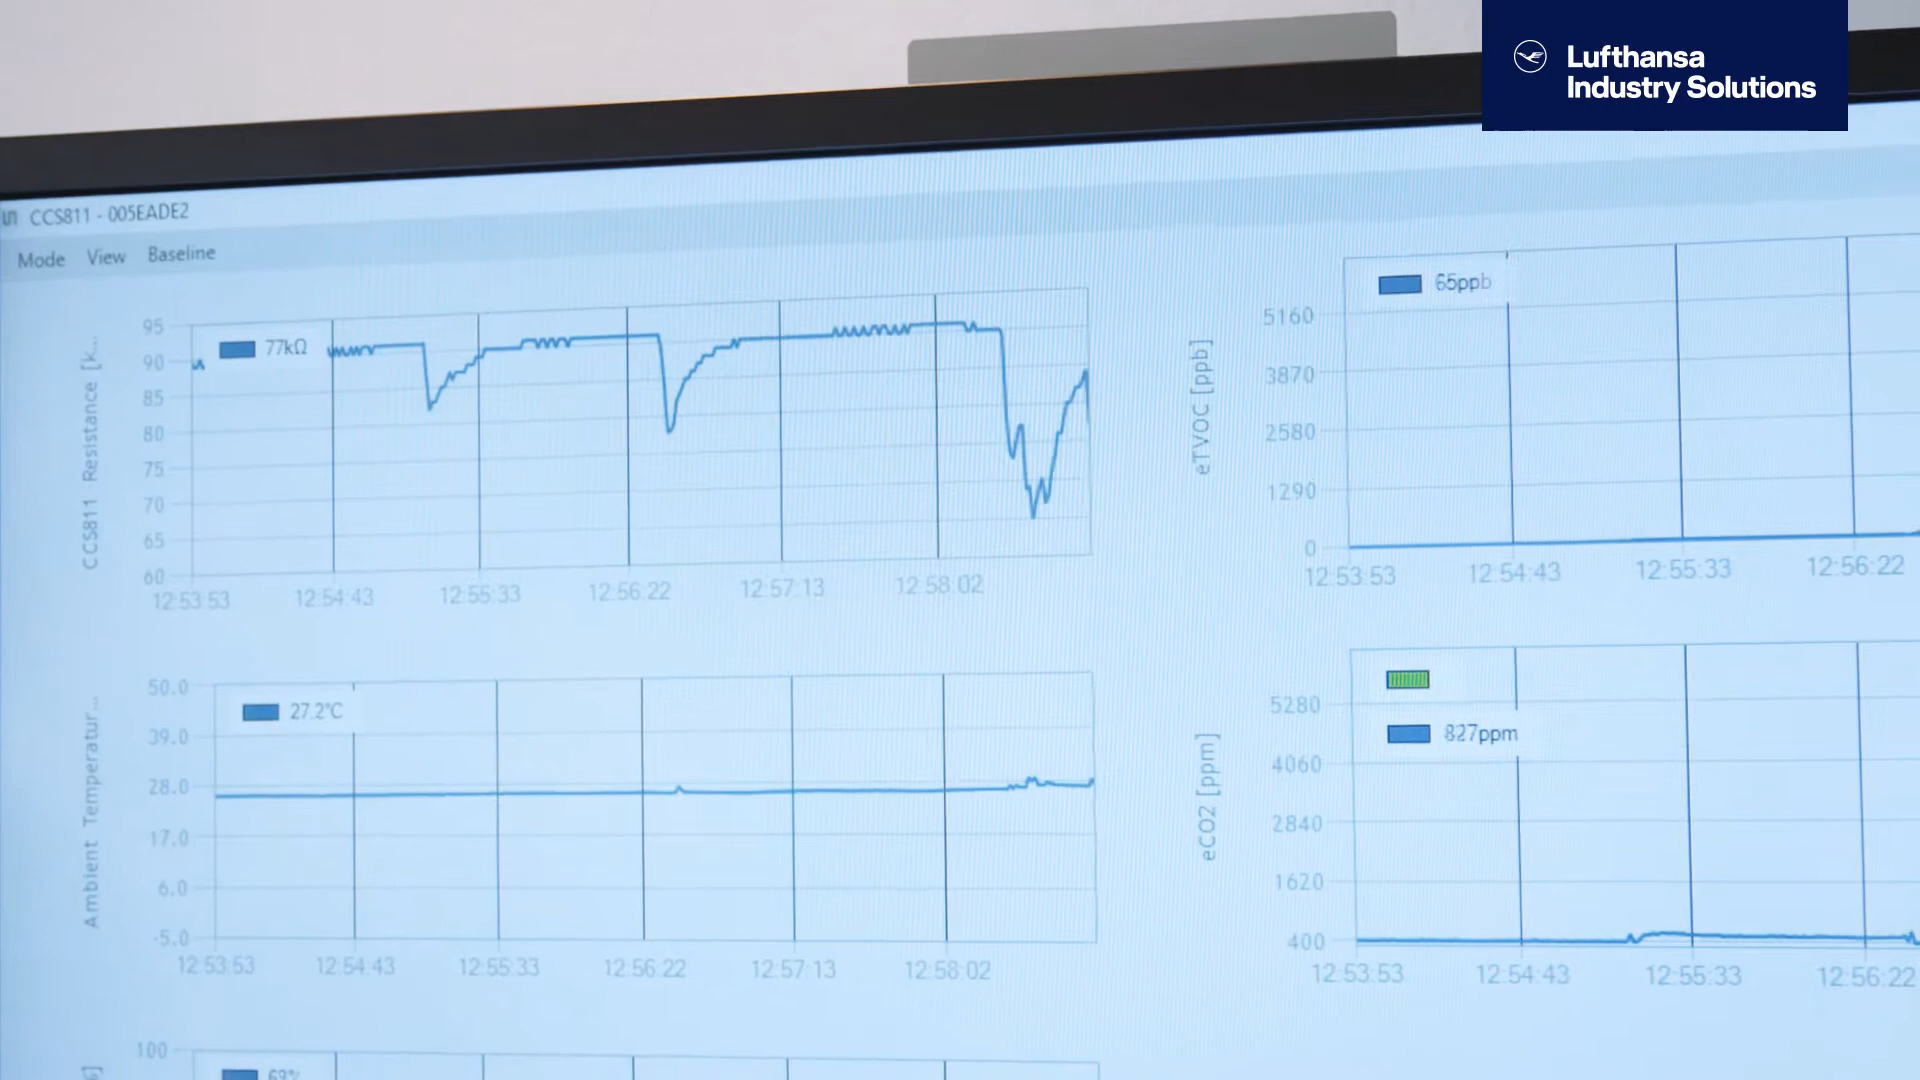 Lufthansa
Industry Solutions
CCS811 - 005EADE2
Mode View Baseline
CCS811 Resistance [k...
95
90
85
80
75
70
65
60
77kΩ
12:53:53 12:54:43 12:55:33 12:56:22 12:57:13 12:58:02
eTVOC [ppb]
65ppb
5160
3870
2580
1290
0
12:53:53 12:54:43 12:55:33 12:56:22
Ambient Temperatur...
50.0
39.0
28.0
17.0
6.0
-5.0
27.2°C
12:53:53 12:54:43 12:55:33 12:56:22 12:57:13 12:58:02
eCO2 [ppm]
827ppm
5280
4060
2840
1620
400
12:53:53 12:54:43 12:55:33 12:56:22
100
69%